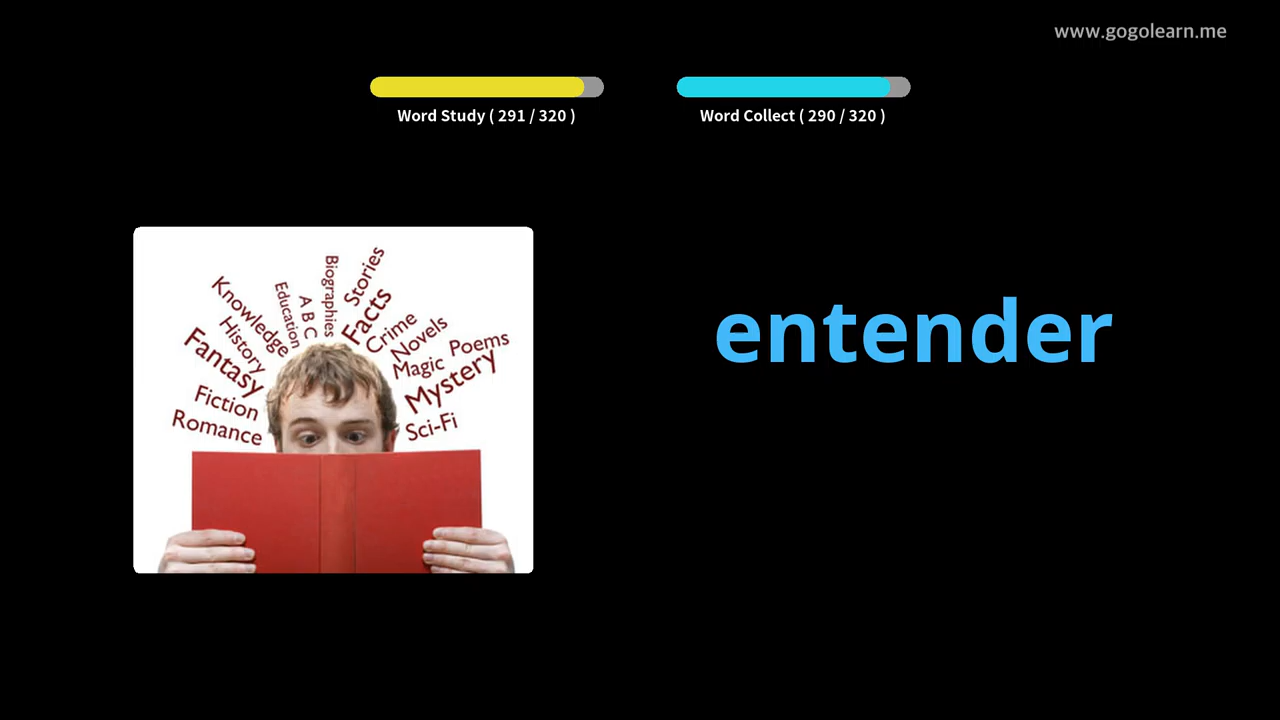 www.gogolearn.me
Word Study ( 291 / 320 )
Word Collect ( 290 / 320 )
entender
Stories
Biographies
Facts
A B C
Education
Knowledge
Crime
Novels
History
Poems
Fantasy
Magic
Mystery
Fiction
Sci-Fi
Romance